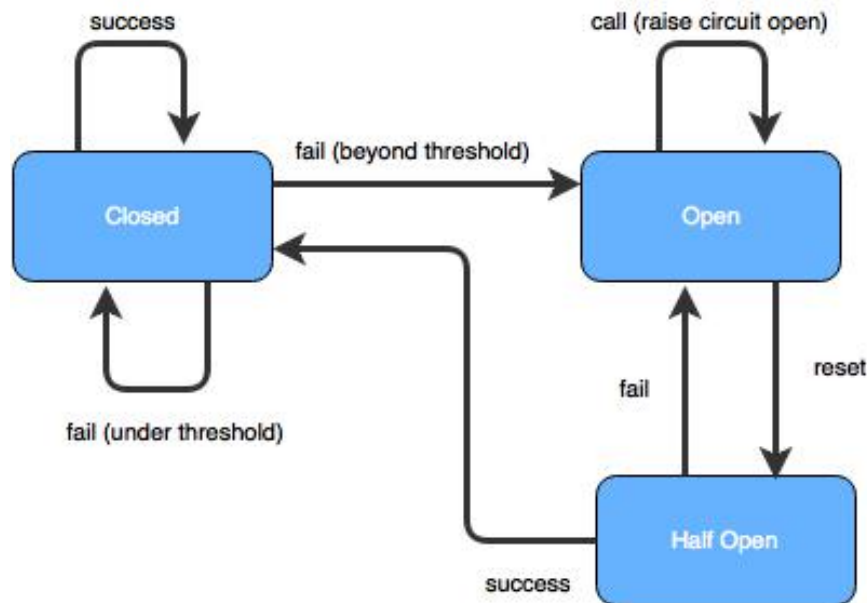 success
call (raise circuit open)
fail (beyond threshold)
Closed
Open
fail
reset
fail (under threshold)
Half Open
success